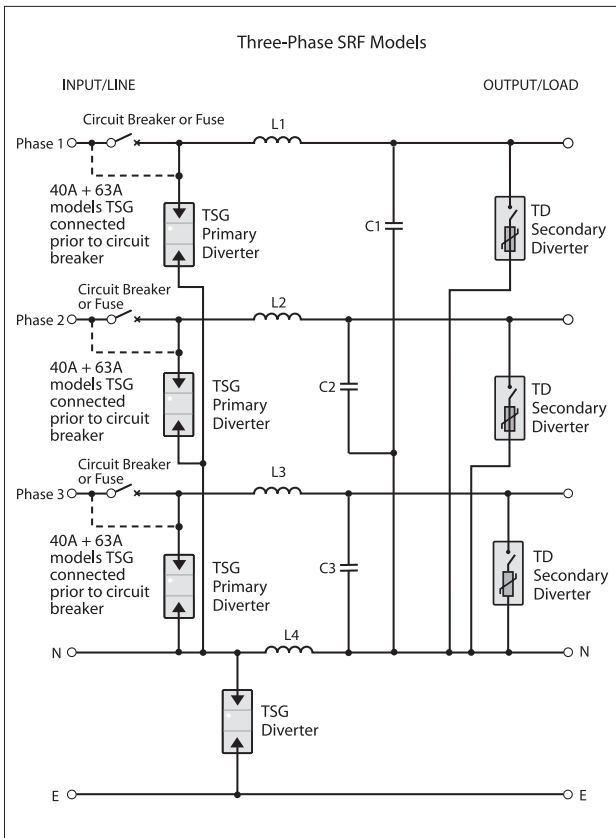 Three-Phase SRF Models
INPUT/LINE
OUTPUT/LOAD
Circuit Breaker or Fuse
L1
Phase 1
40A + 63A
models TSG
connected
prior to circuit
breaker
TSG
Primary
Diverter
C1
TD
Secondary
Diverter
Circuit Breaker
or Fuse
L2
Phase 2
40A + 63A
models TSG
connected
prior to circuit
breaker
TSG
Primary
Diverter
C2
TD
Secondary
Diverter
Circuit Breaker
or Fuse
L3
Phase 3
40A + 63A
models TSG
connected
prior to circuit
breaker
TSG
Primary
Diverter
C3
TD
Secondary
Diverter
L4
N
N
TSG
Diverter
E
E